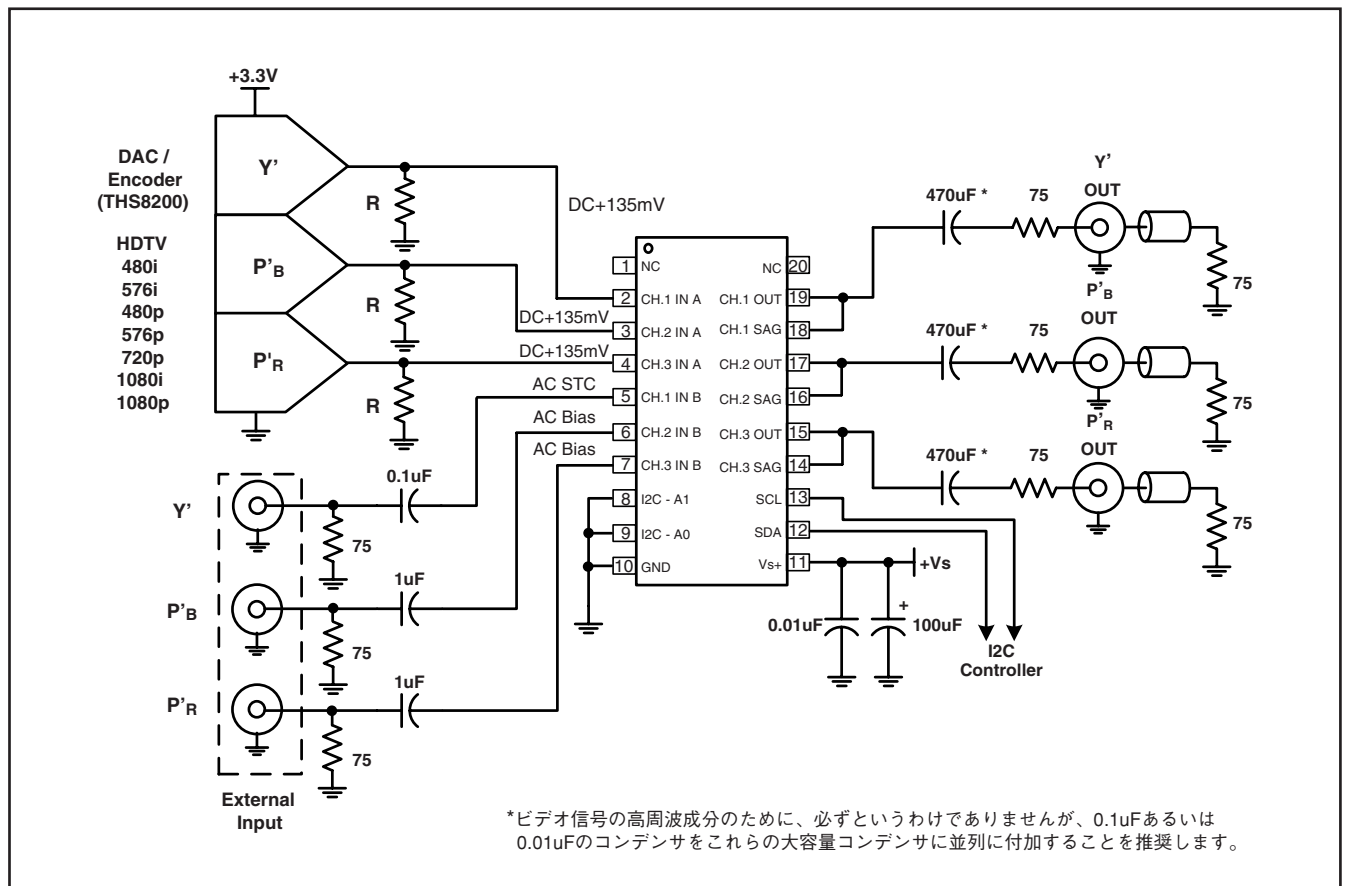 +3.3V
DAC /
Encoder
(THS8200)
HDTV
480i
576i
480p
576p
720p
1080i
1080p
Y'
P'B
P'R
R
R
R
DC+135mV
DC+135mV
DC+135mV
AC STC
AC Bias
AC Bias
1 NC
2 CH.1 IN A
3 CH.2 IN A
4 CH.3 IN A
5 CH.1 IN B
6 CH.2 IN B
7 CH.3 IN B
8 I2C - A1
9 I2C - A0
10 GND
NC 20
CH.1 OUT 19
CH.1 SAG 18
CH.2 OUT 17
CH.2 SAG 16
CH.3 OUT 15
CH.3 SAG 14
SCL 13
SDA 12
Vs+ 11
Y'
OUT
470uF *
75
75
P'B
OUT
470uF *
75
75
P'R
OUT
470uF *
75
75
+Vs
0.01uF
+
100uF
I2C
Controller
Y'
0.1uF
75
P'B
1uF
75
P'R
1uF
75
External
Input
*ビデオ信号の高周波成分のために、必ずというわけでありませんが、0.1uFあるいは
0.01uFのコンデンサをこれらの大容量コンデンサに並列に付加することを推奨します。